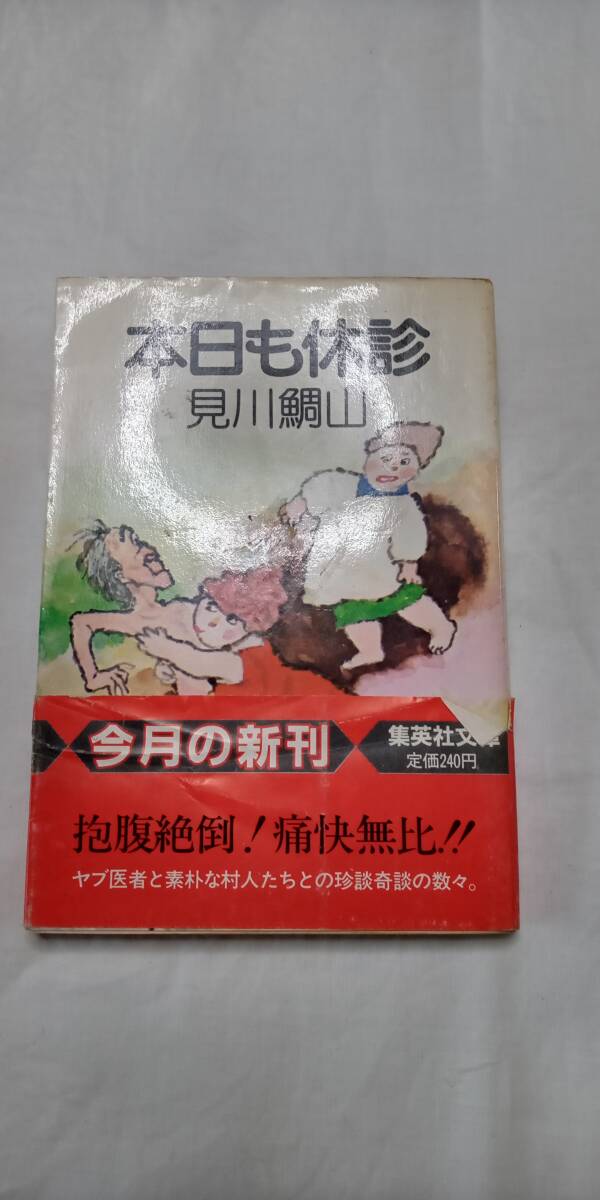 本日も休診
見川鯛山
今月の新刊
集英社文庫
定価240円
抱腹絶倒！痛快無比!!
ヤブ医者と素朴な村人たちとの珍談奇談の数々。